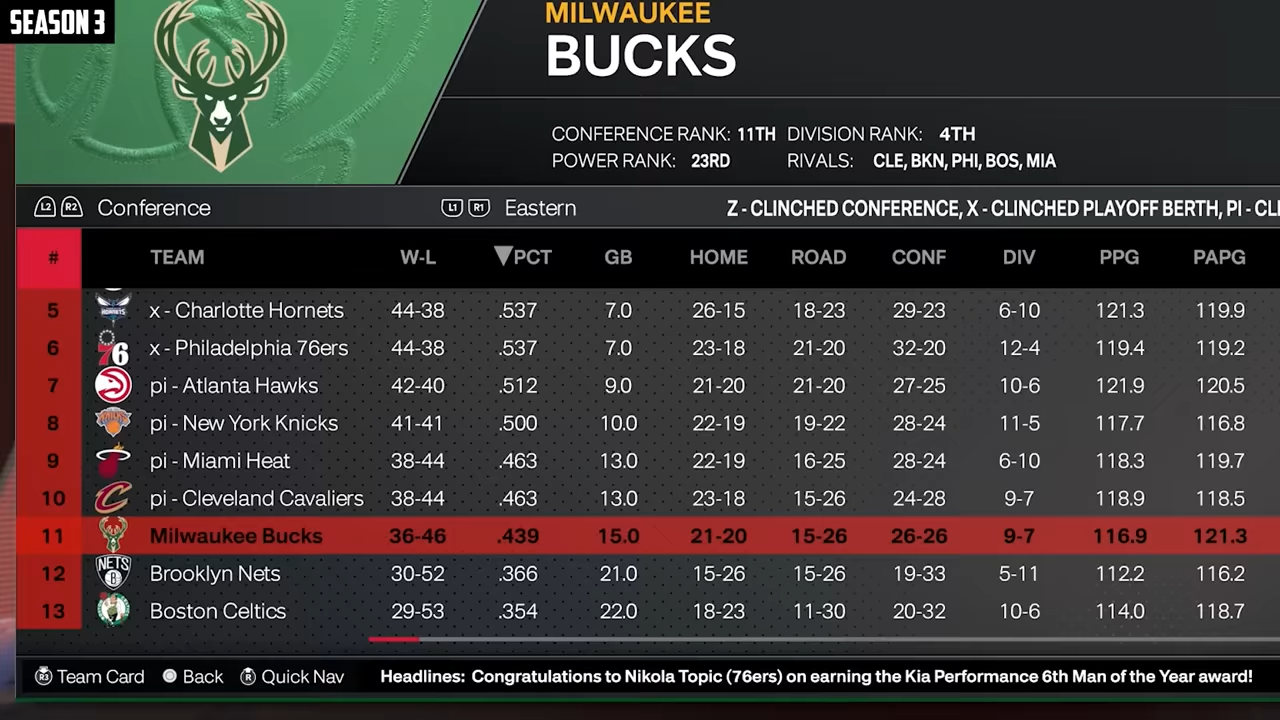 SEASON 3
MILWAUKEE
BUCKS
CONFERENCE RANK: 11TH DIVISION RANK: 4TH
POWER RANK: 23RD RIVALS: CLE, BKN, PHI, BOS, MIA
L2 R2 Conference L1 R1 Eastern Z - CLINCHED CONFERENCE, X - CLINCHED PLAYOFF BERTH, PI - CLI
# TEAM W-L PCT GB HOME ROAD CONF DIV PPG PAPG
5 HORNETS x - Charlotte Hornets 44-38 .537 7.0 26-15 18-23 29-23 6-10 121.3 119.9
6 76 x - Philadelphia 76ers 44-38 .537 7.0 23-18 21-20 32-20 12-4 119.4 119.2
7 pi - Atlanta Hawks 42-40 .512 9.0 21-20 21-20 27-25 10-6 121.9 120.5
8 KNICKS pi - New York Knicks 41-41 .500 10.0 22-19 19-22 28-24 11-5 117.7 116.8
9 pi - Miami Heat 38-44 .463 13.0 22-19 16-25 28-24 6-10 118.3 119.7
10 C pi - Cleveland Cavaliers 38-44 .463 13.0 23-18 15-26 24-28 9-7 118.9 118.5
11 Milwaukee Bucks 36-46 .439 15.0 21-20 15-26 26-26 9-7 116.9 121.3
12 NETS B Brooklyn Nets 30-52 .366 21.0 15-26 15-26 19-33 5-11 112.2 116.2
13 Boston Celtics 29-53 .354 22.0 18-23 11-30 20-32 10-6 114.0 118.7
R3 Team Card Back R Quick Nav Headlines: Congratulations to Nikola Topic (76ers) on earning the Kia Performance 6th Man of the Year award!